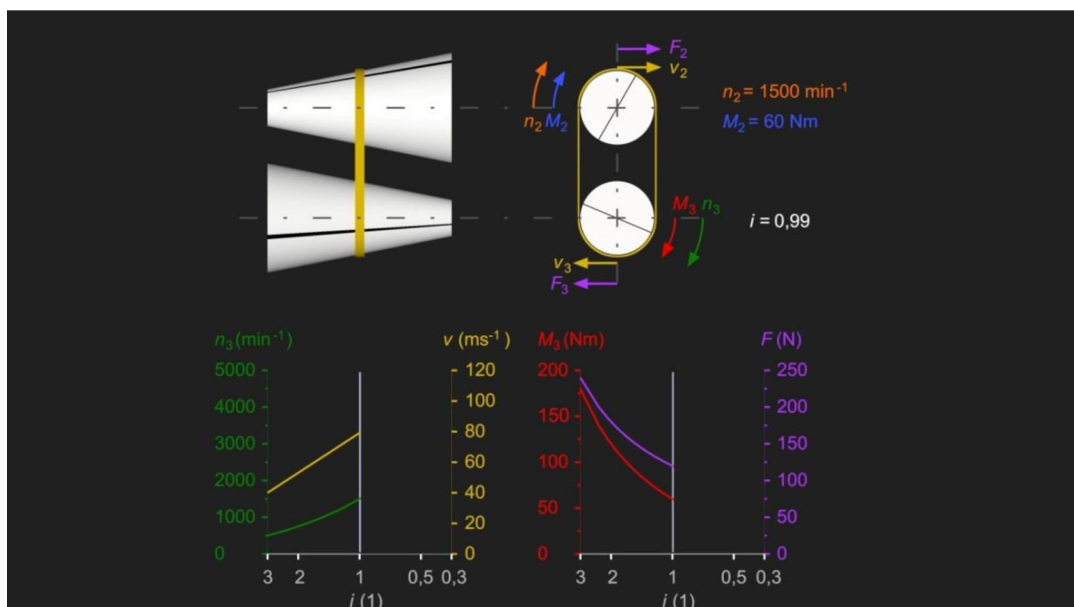 F₂
v₂
n₂ M₂
n₂ = 1500 min⁻¹
M₂ = 60 Nm
M₃ n₃
i = 0,99
v₃
F₃
n₃ (min⁻¹) v (ms⁻¹) M₃ (Nm) F (N)
5000 120 200 250
100
4000 200
150
80
3000 150
60 100
2000 100
40
50
1000 50
20
0 0 0 0
3 2 1 0,5 0,3 3 2 1 0,5 0,3
i (1) i (1)